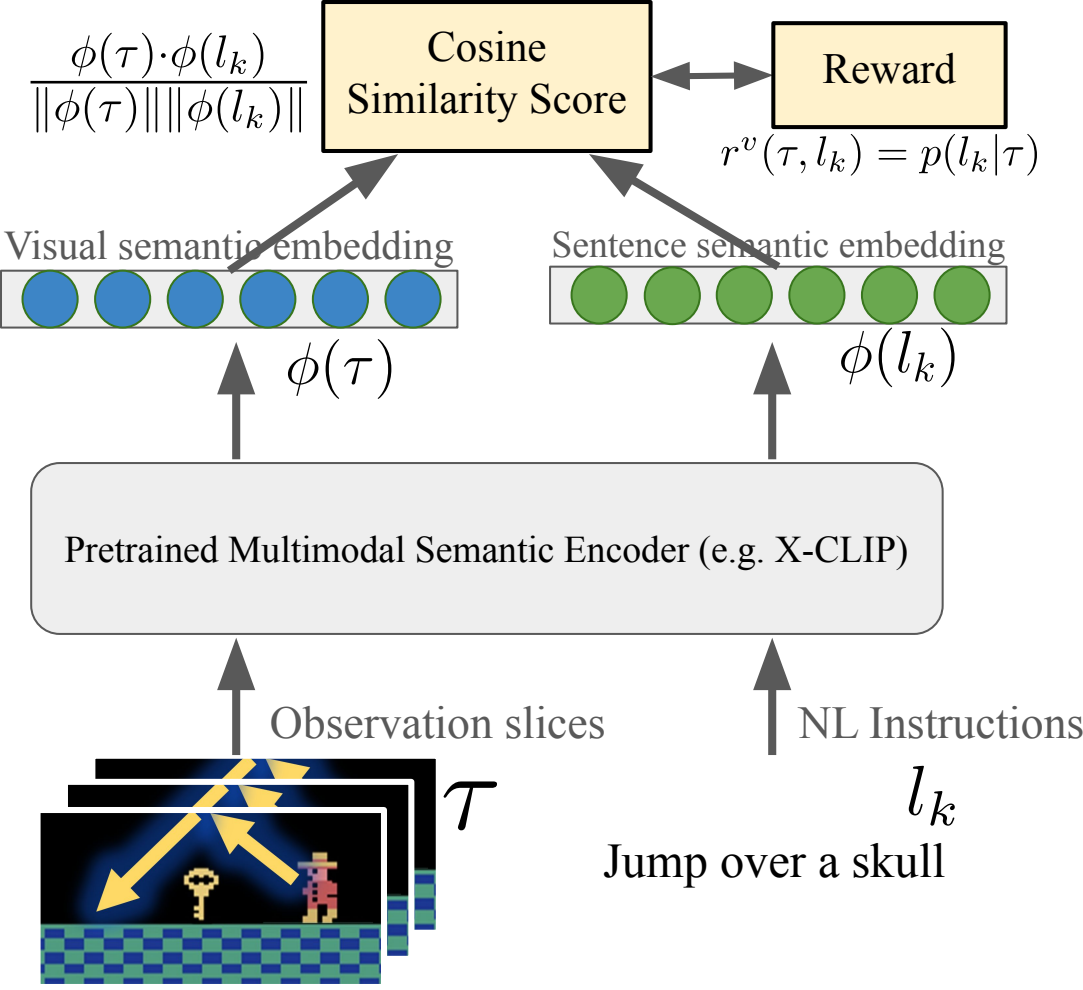 φ(τ)·φ(l_k)
‖φ(τ)‖‖φ(l_k)‖
Cosine
Similarity Score
Reward
r^v(τ, l_k) = p(l_k|τ)
Visual semantic embedding
Sentence semantic embedding
φ(τ)
φ(l_k)
Pretrained Multimodal Semantic Encoder (e.g. X-CLIP)
Observation slices
NL Instructions
τ
l_k
Jump over a skull